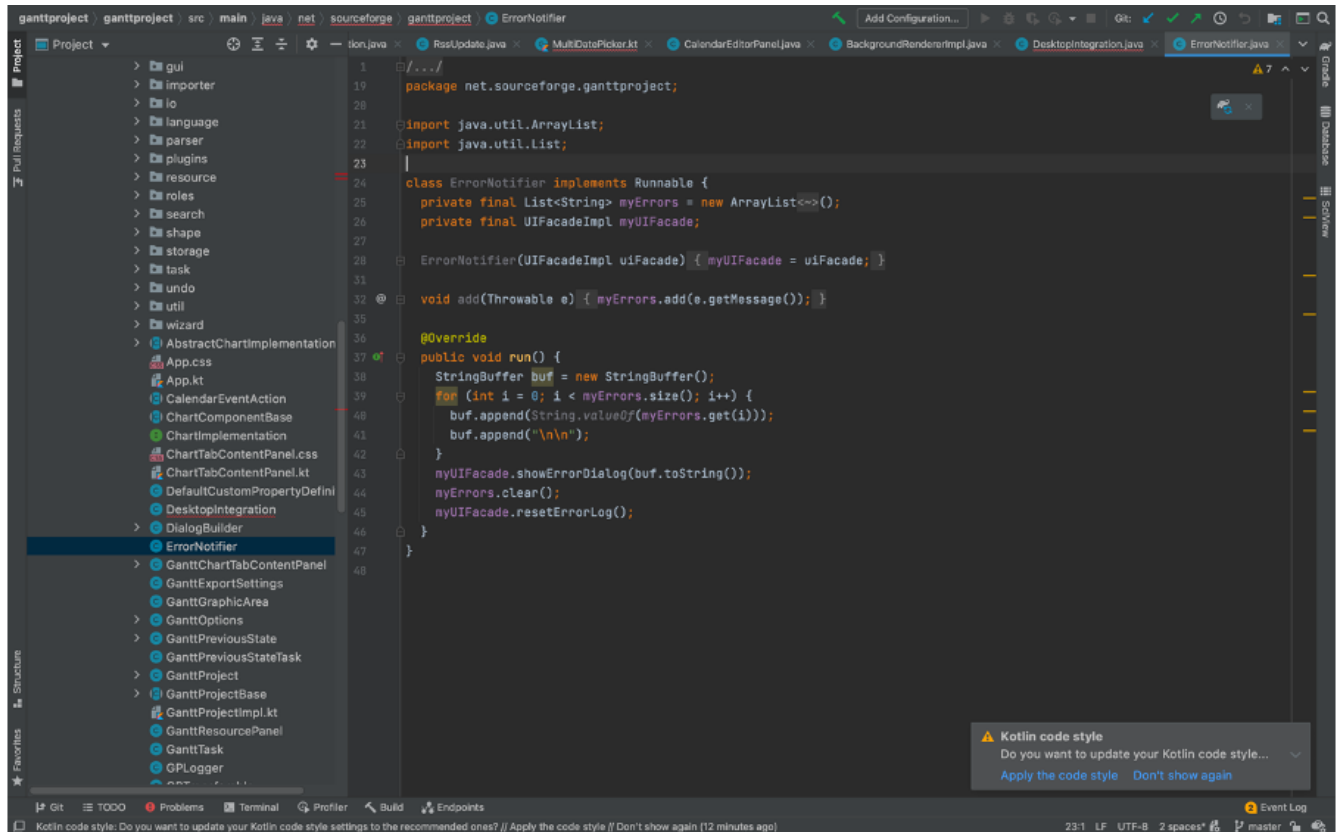 ganttproject › ganttproject › src › main › java › net › sourceforge › ganttproject › ErrorNotifier
Add Configuration...
Git:
Project
tion.java
RssUpdate.java
MultiDatePicker.kt
CalendarEditorPanel.java
BackgroundRendererImpl.java
DesktopIntegration.java
ErrorNotifier.java
Project
Pull Requests
Structure
Favorites
gui
importer
io
language
parser
plugins
resource
roles
search
shape
storage
task
undo
util
wizard
AbstractChartImplementation
App.css
App.kt
CalendarEventAction
ChartComponentBase
ChartImplementation
ChartTabContentPanel.css
ChartTabContentPanel.kt
DefaultCustomPropertyDefini
DesktopIntegration
DialogBuilder
ErrorNotifier
GanttChartTabContentPanel
GanttExportSettings
GanttGraphicArea
GanttOptions
GanttPreviousState
GanttPreviousStateTask
GanttProject
GanttProjectBase
GanttProjectImpl.kt
GanttResourcePanel
GanttTask
GPLogger
1 /.../
19 package net.sourceforge.ganttproject;
20
21 import java.util.ArrayList;
22 import java.util.List;
23
24 class ErrorNotifier implements Runnable {
25 private final List<String> myErrors = new ArrayList<~>();
26 private final UIFacadeImpl myUIFacade;
27
28 ErrorNotifier(UIFacadeImpl uiFacade) { myUIFacade = uiFacade; }
31
32 @ void add(Throwable e) { myErrors.add(e.getMessage()); }
35
36 @Override
37 public void run() {
38 StringBuffer buf = new StringBuffer();
39 for (int i = 0; i < myErrors.size(); i++) {
40 buf.append(String.valueOf(myErrors.get(i)));
41 buf.append("\n\n");
42 }
43 myUIFacade.showErrorDialog(buf.toString());
44 myErrors.clear();
45 myUIFacade.resetErrorLog();
46 }
47 }
48
7
Gradle
Database
SciView
Kotlin code style
Do you want to update your Kotlin code style...
Apply the code style Don't show again
Git TODO Problems Terminal Profiler Build Endpoints
2 Event Log
Kotlin code style: Do you want to update your Kotlin code style settings to the recommended ones? // Apply the code style // Don't show again (12 minutes ago)
23:1 LF UTF-8 2 spaces* master